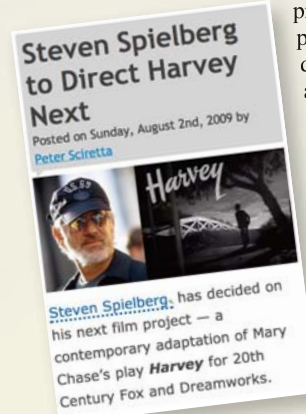 Steven Spielberg
to Direct Harvey
Next
Posted on Sunday, August 2nd, 2009 by
Peter Sciretta
Harvey
Steven Spielberg, has decided on
his next film project — a
contemporary adaptation of Mary
Chase's play Harvey for 20th
Century Fox and Dreamworks.